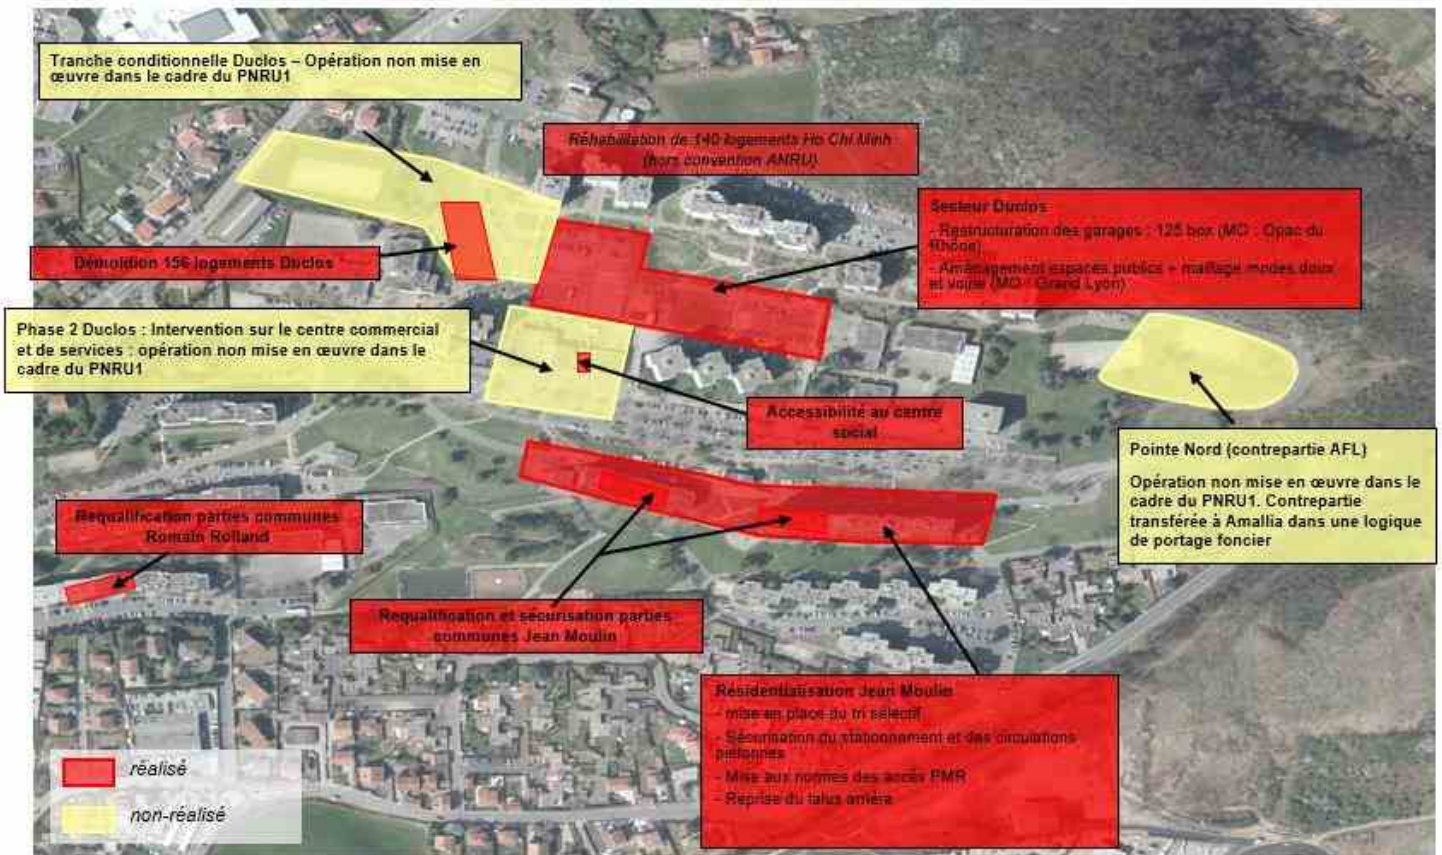 Tranche conditionnelle Duclos – Opération non mise en
œuvre dans le cadre du PNRU1
Réhabilitation de 140 logements Ho Chi Minh
(hors convention ANRU)
Secteur Duclos
- Restructuration des garages : 125 box (MO : Opac du
Rhône)
- Aménagement espaces publics + maillage modes doux
et voirie (MO : Grand Lyon)
Démolition 156 logements Duclos
Phase 2 Duclos : Intervention sur le centre commercial
et de services : opération non mise en œuvre dans le
cadre du PNRU1
Accessibilité au centre
social
Pointe Nord (contrepartie AFL)
Opération non mise en œuvre dans le
cadre du PNRU1. Contrepartie
transférée à Amallia dans une logique
de portage foncier
Requalification parties communes
Romain Rolland
Requalification et sécurisation parties
communes Jean Moulin
Résidentialisation Jean Moulin
- mise en place du tri sélectif
- Sécurisation du stationnement et des circulations
piétonnes
- Mise aux normes des accès PMR
- Reprise du talus arrière
réalisé
non-réalisé